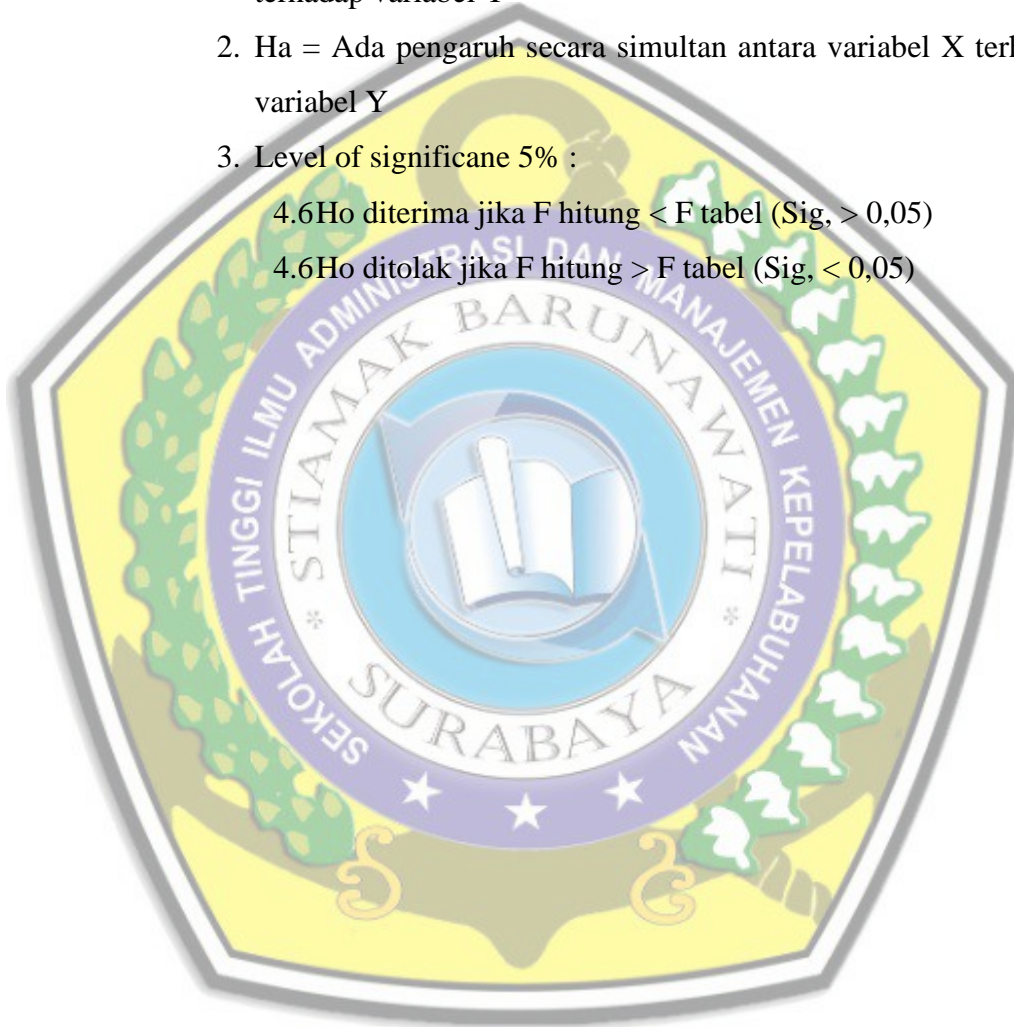 variabel Y
2. Ha = Ada pengaruh secara simultan antara variabel X
variabel Y
3. Level of significane 5% :
4.6Ho diterima jika F hitung < F tabel (Sig, > 0,05)
4.6Ho ditolak jika F hitung > F tabel (Sig, < 0,05)
SEKOLAH TINGGI ILMU ADMINISTRASI DAN MANAJEMEN KEPELABUHANAN
STIAMAK BARUNAWATI
* SURABAYA *